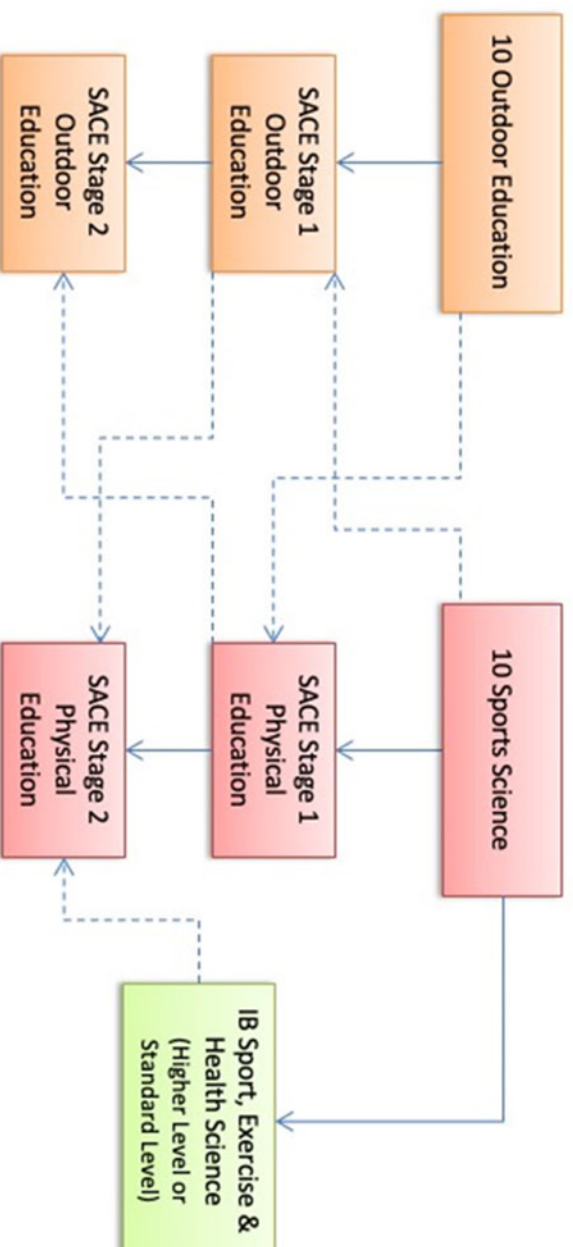 10 Outdoor Education
10 Sports Science
SACE Stage 1
Outdoor
Education
SACE Stage 1
Physical
Education
IB Sport, Exercise &
Health Science
(Higher Level or
Standard Level)
SACE Stage 2
Outdoor
Education
SACE Stage 2
Physical
Education